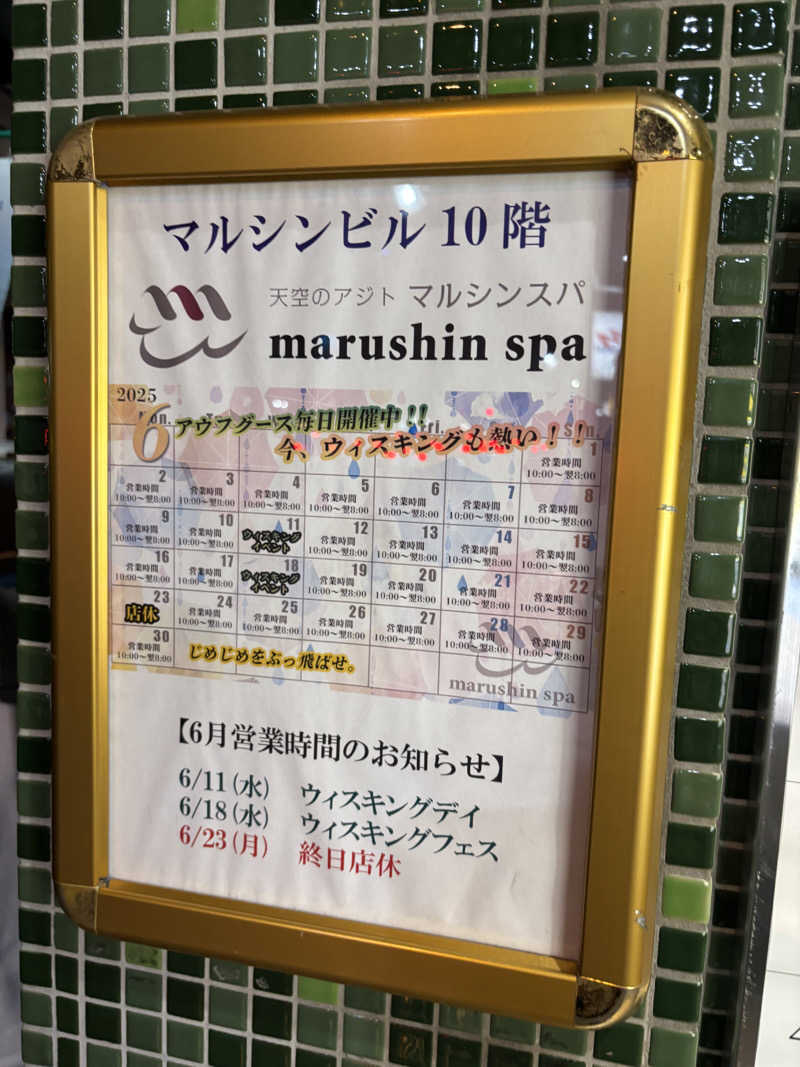 マルシンビル 10 階
天空のアジト マルシンスパ
marushin spa
2025
6
アウフグース毎日開催中！！
今、ウィスキングも熱い！！
1
営業時間
10:00〜翌8:00
2 3 4 5 6 7 8
営業時間 営業時間 営業時間 営業時間 営業時間 営業時間 営業時間
10:00〜翌8:00 10:00〜翌8:00 10:00〜翌8:00 10:00〜翌8:00 10:00〜翌8:00 10:00〜翌8:00 10:00〜翌8:00
9 10 11 12 13 14 15
営業時間 営業時間 ウィスキング 営業時間 営業時間 営業時間 営業時間
10:00〜翌8:00 10:00〜翌8:00 イベント 10:00〜翌8:00 10:00〜翌8:00 10:00〜翌8:00 10:00〜翌8:00
16 17 18 19 20 21 22
営業時間 営業時間 ウィスキング 営業時間 営業時間 営業時間 営業時間
10:00〜翌8:00 10:00〜翌8:00 イベント 10:00〜翌8:00 10:00〜翌8:00 10:00〜翌8:00 10:00〜翌8:00
23 24 25 26 27 28 29
店休 営業時間 営業時間 営業時間 営業時間 営業時間 営業時間
10:00〜翌8:00 10:00〜翌8:00 10:00〜翌8:00 10:00〜翌8:00 10:00〜翌8:00 10:00〜翌8:00
30
営業時間
10:00〜翌8:00
じめじめをぶっ飛ばせ。
marushin spa
【6月営業時間のお知らせ】
6/11(水) ウィスキングデイ
6/18(水) ウィスキングフェス
6/23(月) 終日店休